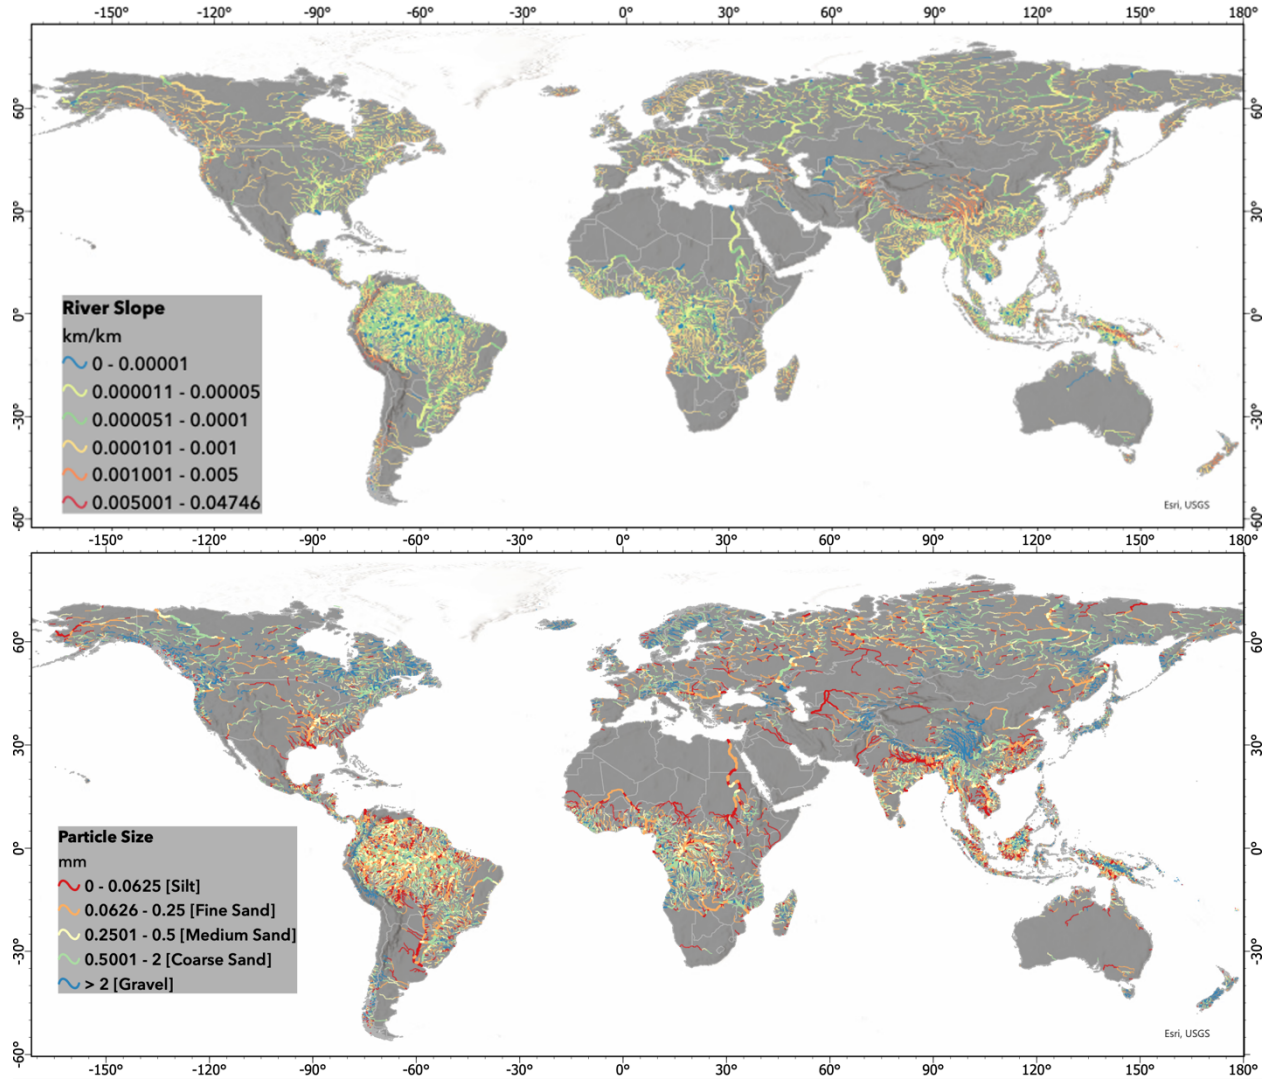 -150° -120° -90° -60° -30° 0° 30° 60° 90° 120° 150° 180°
60° 60°
30° 30°
0° 0°
-30° -30°
-60° -60°
River Slope
km/km
0 - 0.00001
0.000011 - 0.00005
0.000051 - 0.0001
0.000101 - 0.001
0.001001 - 0.005
0.005001 - 0.04746
Esri, USGS
-150° -120° -90° -60° -30° 0° 30° 60° 90° 120° 150° 180°
60° 60°
30° 30°
0° 0°
-30° -30°
-60° -60°
Particle Size
mm
0 - 0.0625 [Silt]
0.0626 - 0.25 [Fine Sand]
0.2501 - 0.5 [Medium Sand]
0.5001 - 2 [Coarse Sand]
> 2 [Gravel]
Esri, USGS
-150° -120° -90° -60° -30° 0° 30° 60° 90° 120° 150° 180°